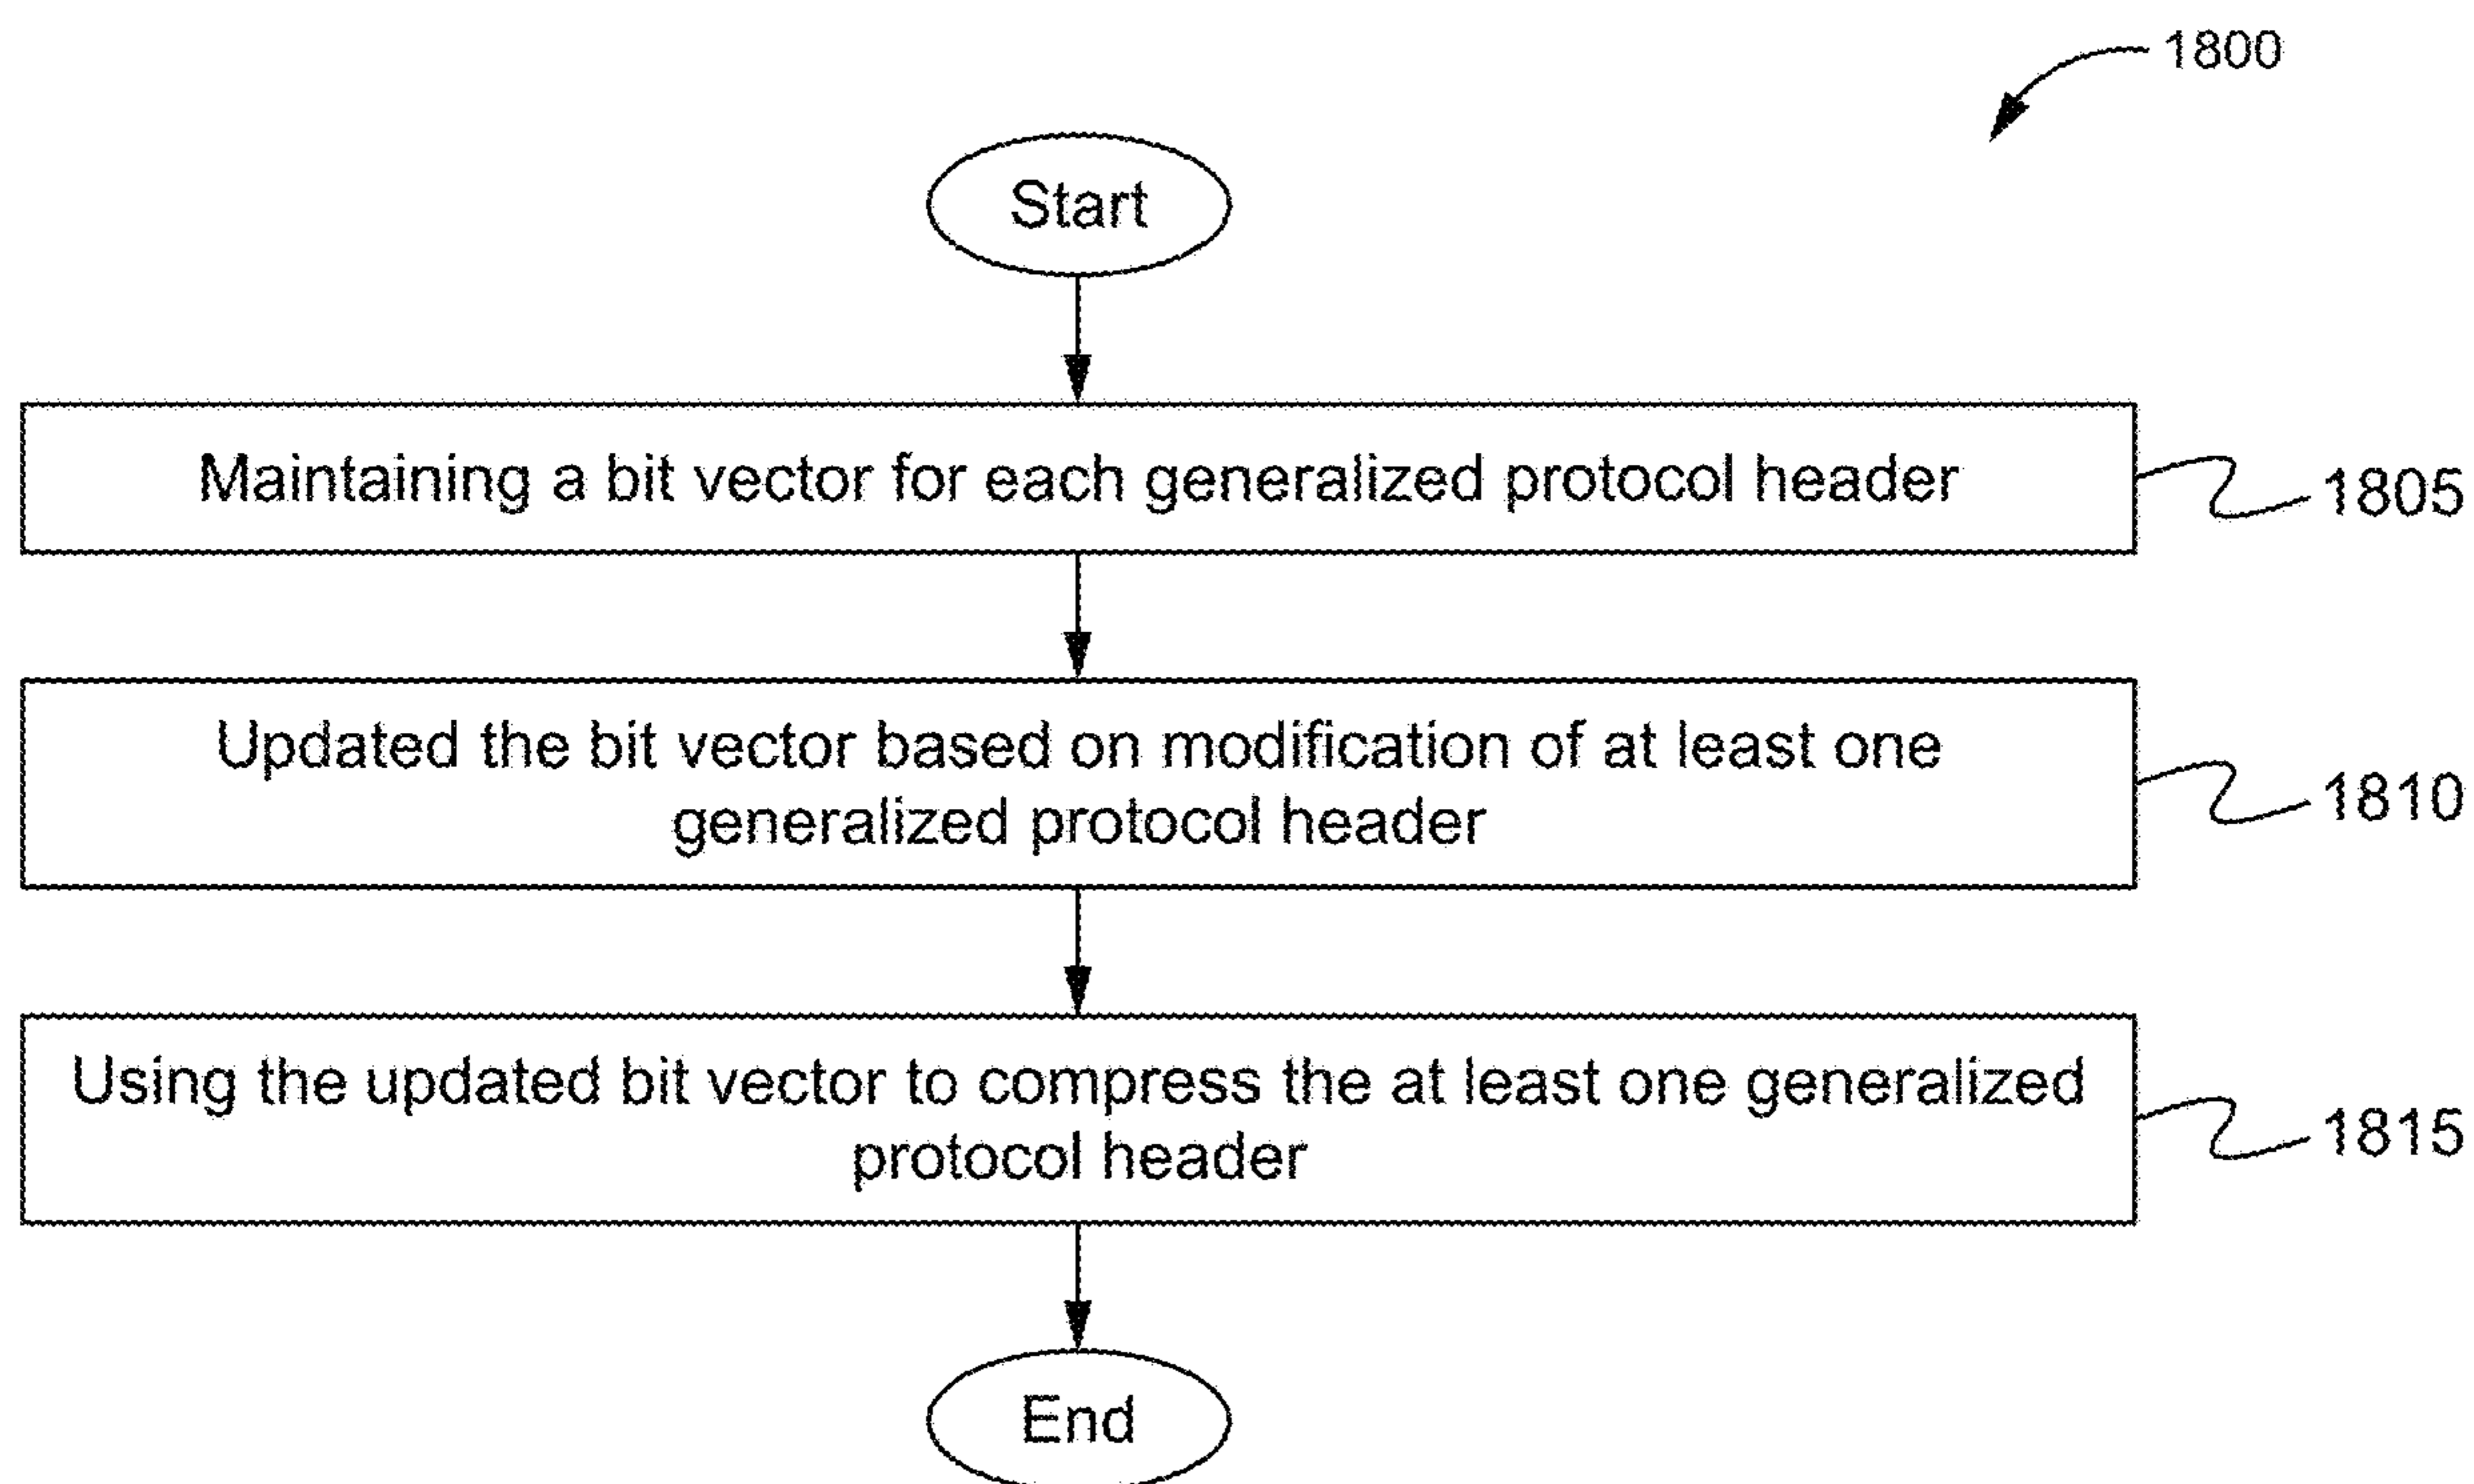 1800
Start
Maintaining a bit vector for each generalized protocol header
1805
Updated the bit vector based on modification of at least one
generalized protocol header
1810
Using the updated bit vector to compress the at least one generalized
protocol header
1815
End